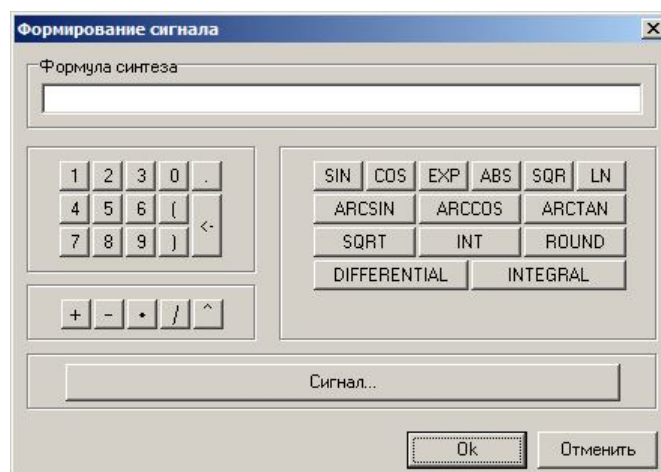 Формирование сигнала
Формула синтеза
1 2 3 0 .
4 5 6 ( <-
7 8 9 )
SIN COS EXP ABS SQR LN
ARCSIN ARCCOS ARCTAN
SQRT INT ROUND
DIFFERENTIAL INTEGRAL
+ - • / ^
Сигнал...
Ok Отменить